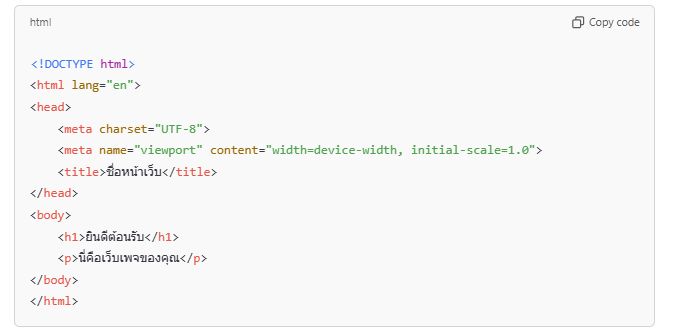 html
Copy code
<!DOCTYPE html>
<html lang="en">
<head>
    <meta charset="UTF-8">
    <meta name="viewport" content="width=device-width, initial-scale=1.0">
    <title>ชื่อหน้าเว็บ</title>
</head>
<body>
    <h1>ยินดีต้อนรับ</h1>
    <p>นี่คือเว็บเพจของคุณ</p>
</body>
</html>